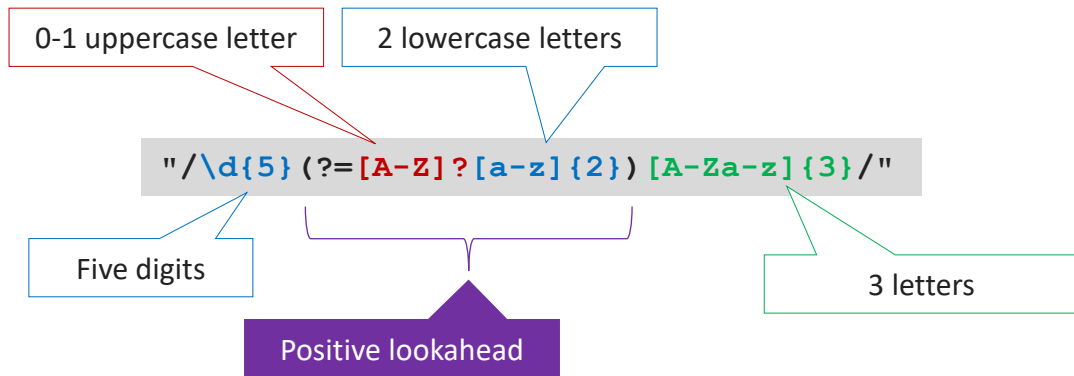 0-1 uppercase letter
2 lowercase letters
"/\d{5}(?=[A-Z]?[a-z]{2})[A-Za-z]{3}/"
Five digits
3 letters
Positive lookahead